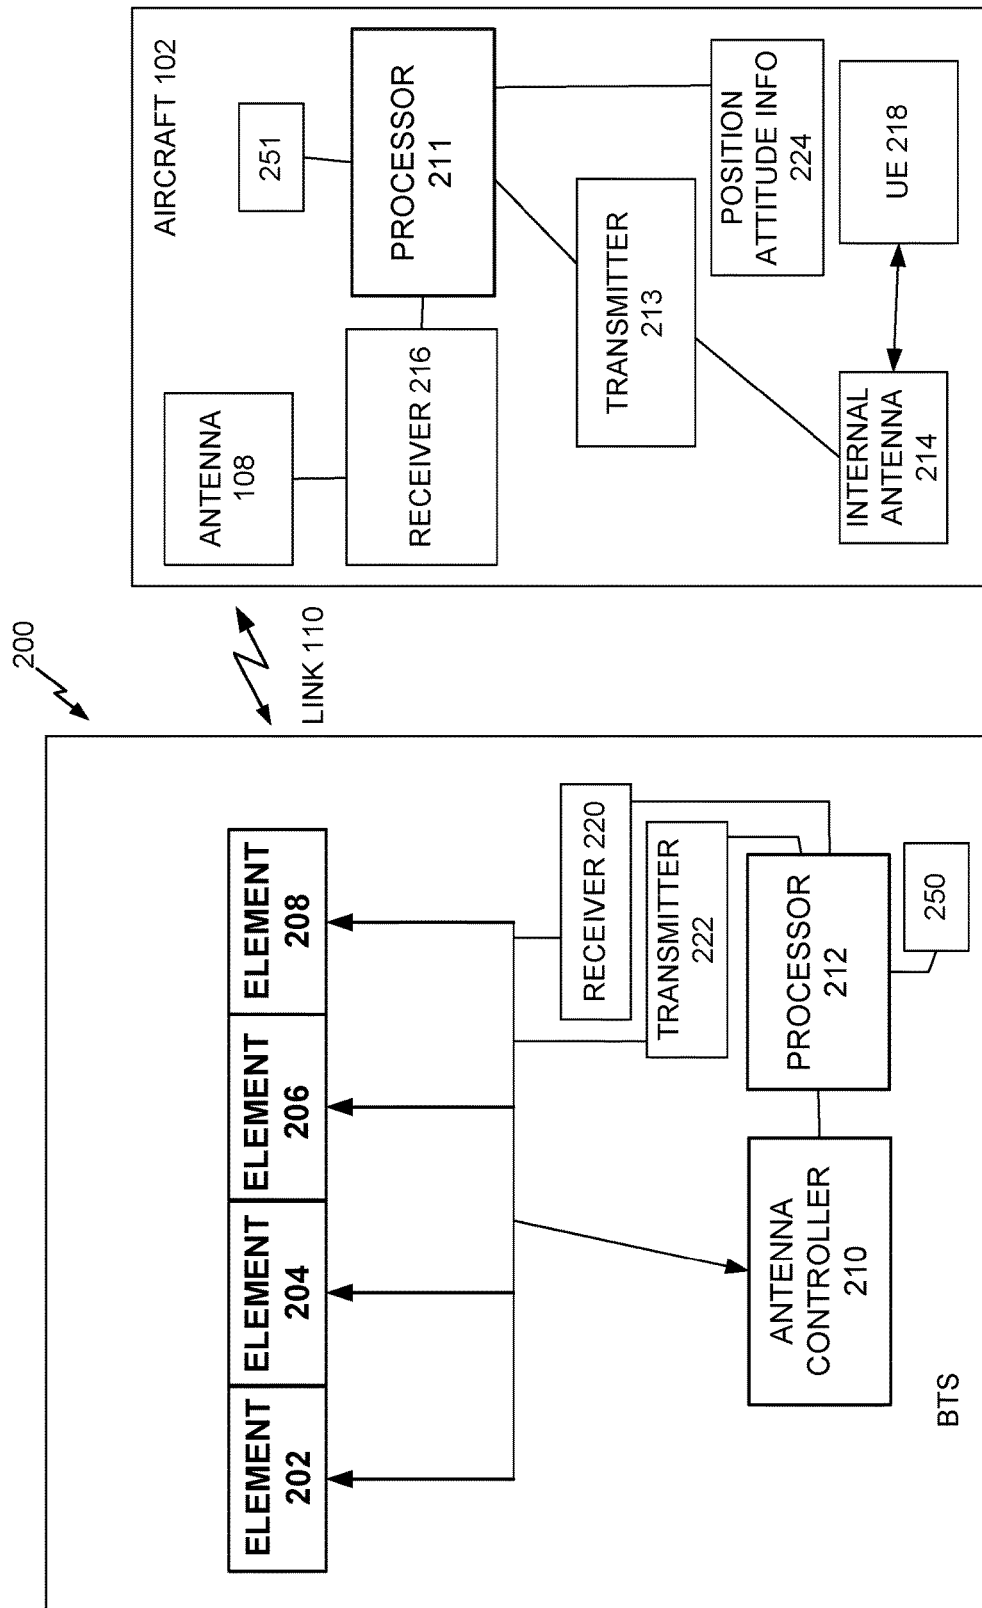 200
ELEMENT
202
ELEMENT
204
ELEMENT
206
ELEMENT
208
RECEIVER 220
TRANSMITTER
222
ANTENNA
CONTROLLER
210
PROCESSOR
212
250
BTS
LINK 110
AIRCRAFT 102
ANTENNA
108
251
RECEIVER 216
PROCESSOR
211
TRANSMITTER
213
POSITION
ATTITUDE INFO
224
INTERNAL
ANTENNA
214
UE 218